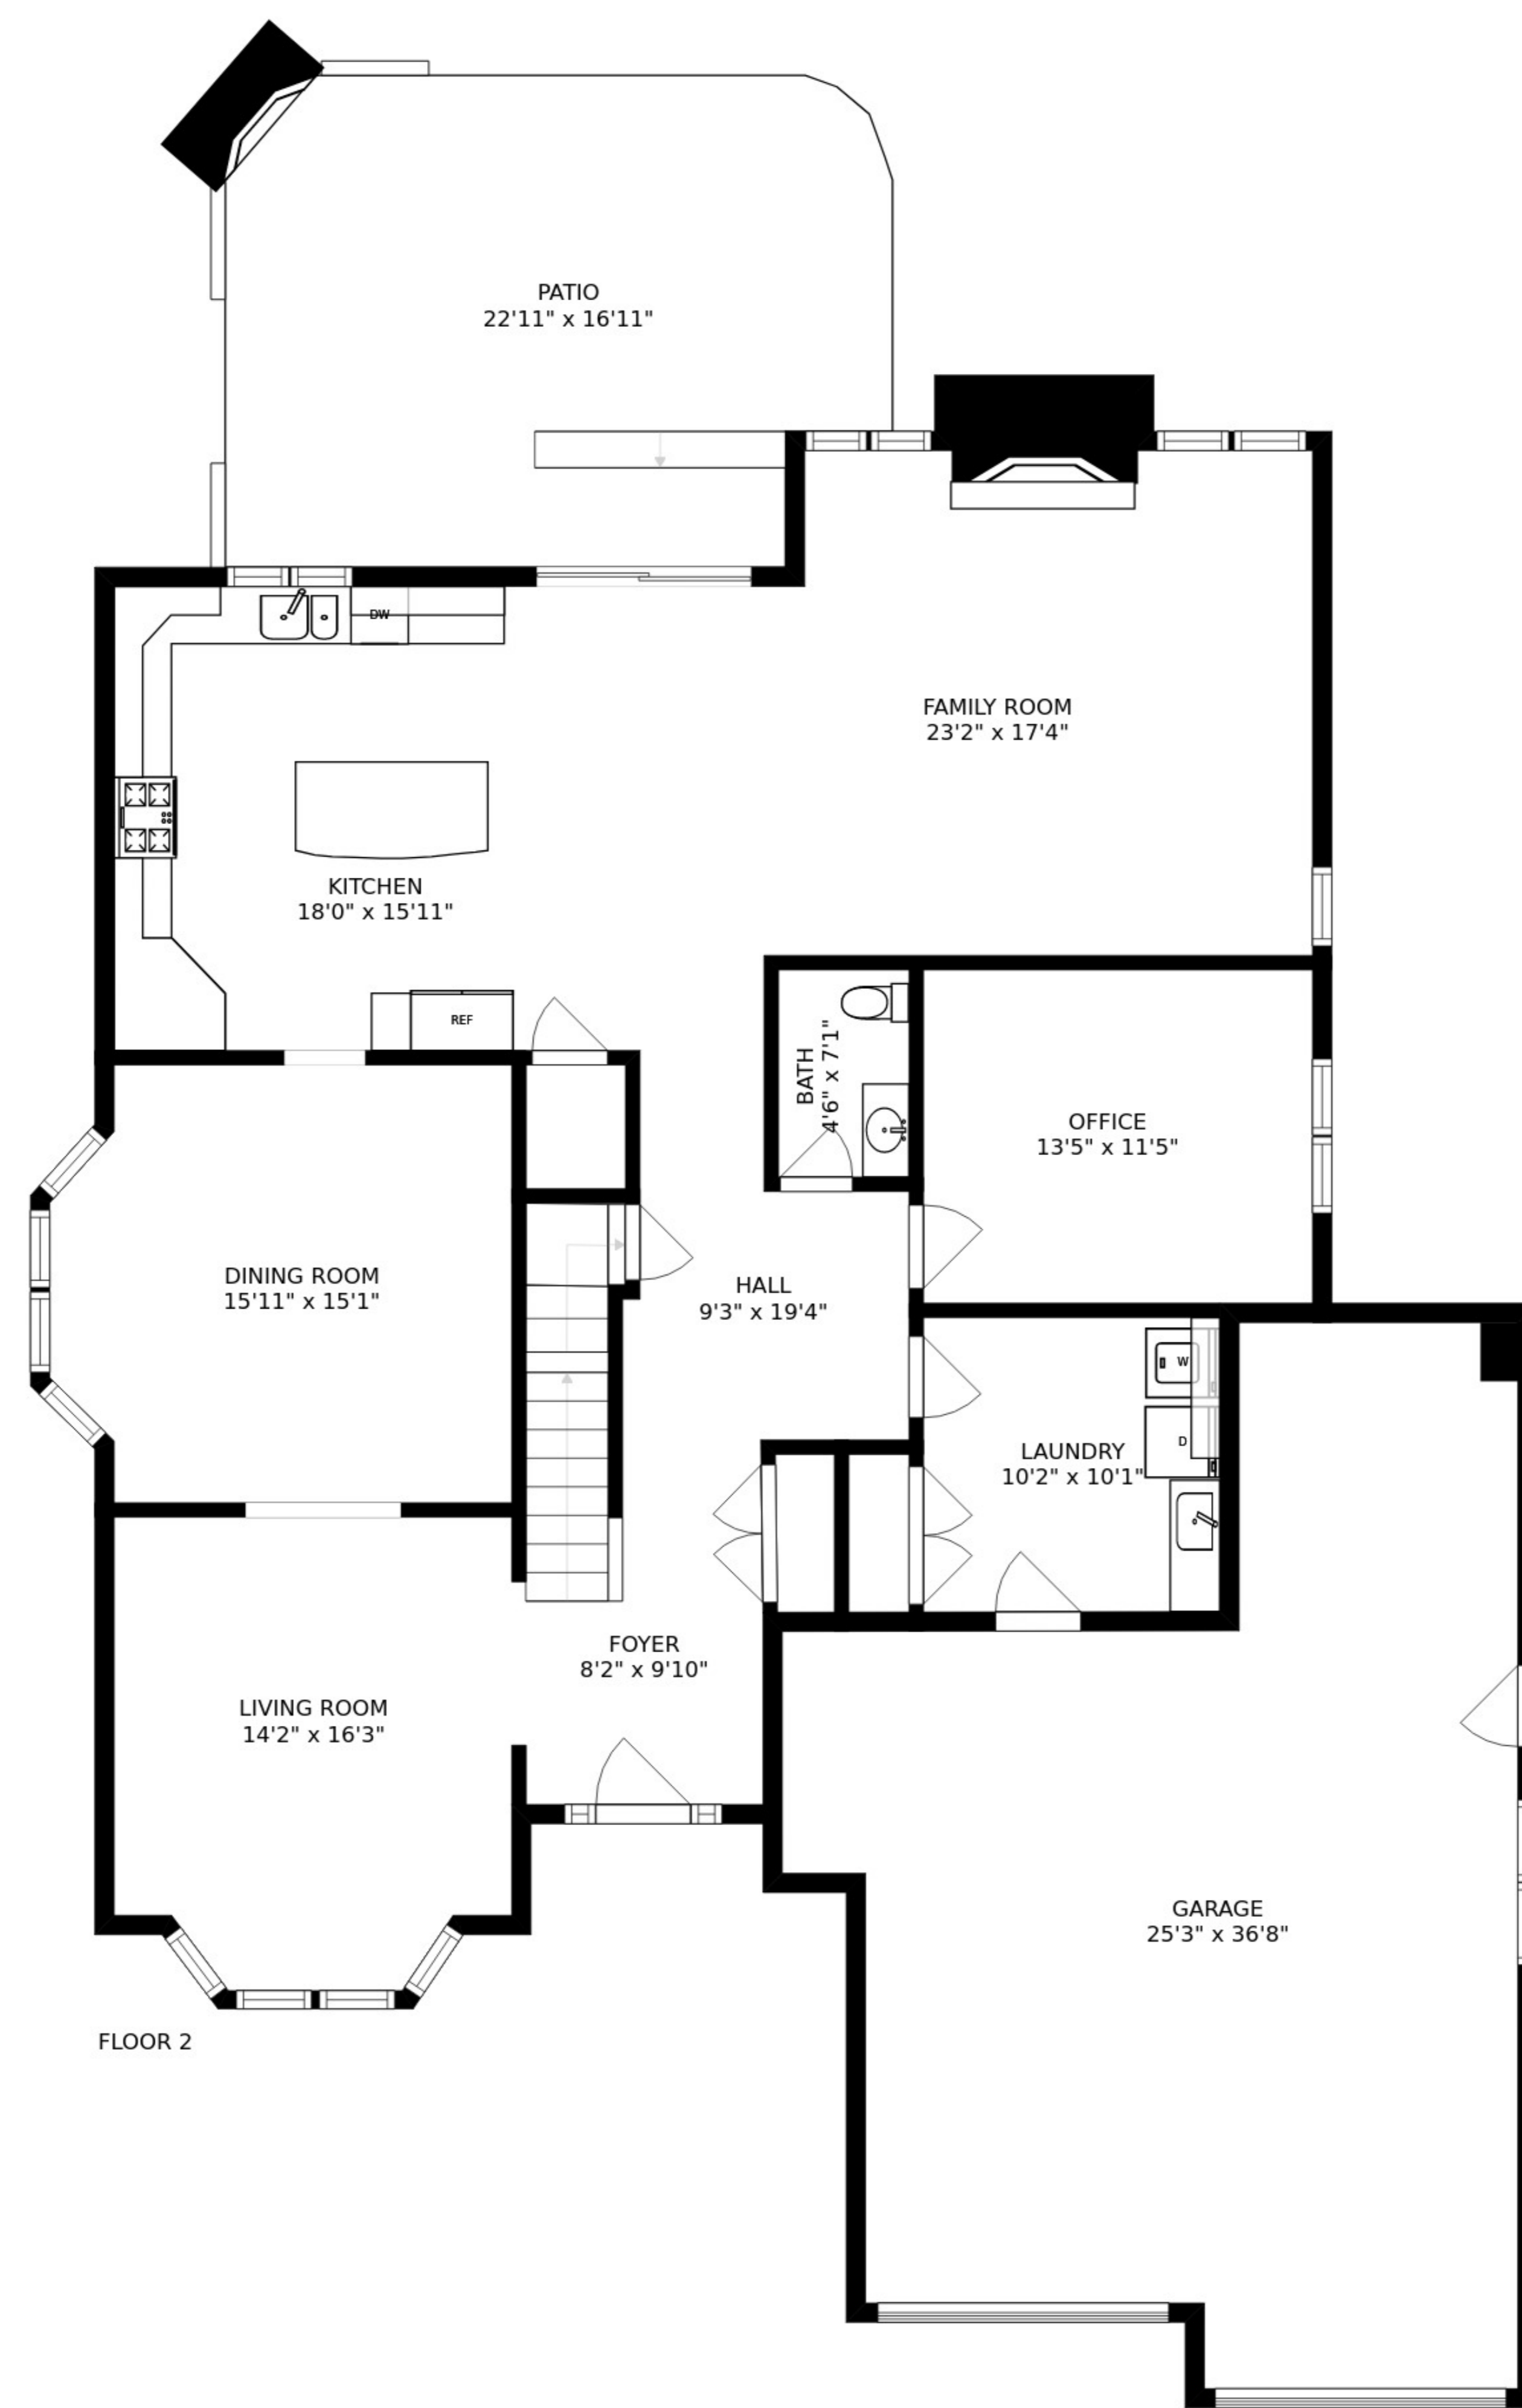 PATIO
22'11" x 16'11"
DW
FAMILY ROOM
23'2" x 17'4"
KITCHEN
18'0" x 15'11"
REF
BATH
4'6" x 7'1"
OFFICE
13'5" x 11'5"
DINING ROOM
15'11" x 15'1"
HALL
9'3" x 19'4"
W
D
LAUNDRY
10'2" x 10'1"
FOYER
8'2" x 9'10"
LIVING ROOM
14'2" x 16'3"
GARAGE
25'3" x 36'8"
FLOOR 2